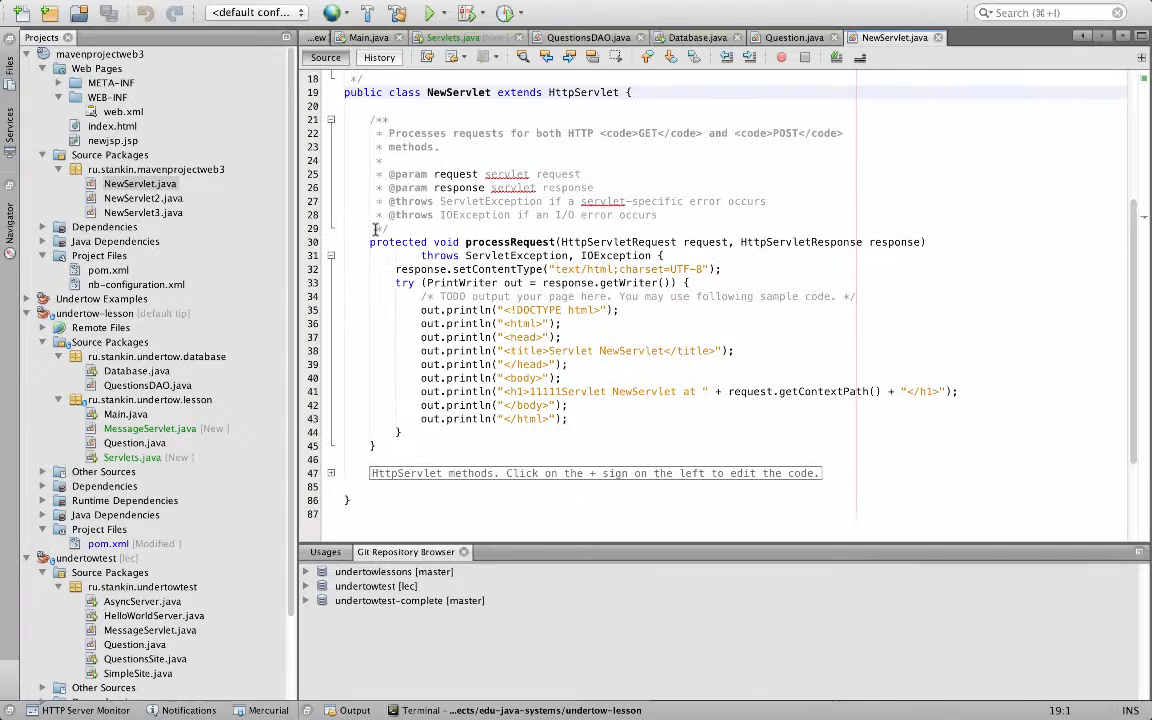 <default conf...
Search (⌘+I)
Projects
...ew
Main.java
Servlets.java
QuestionsDAO.java
Database.java
Question.java
NewServlet.java
Source
History
Files
Services
Navigator
mavenprojectweb3
Web Pages
META-INF
WEB-INF
web.xml
index.html
newjsp.jsp
Source Packages
ru.stankin.mavenprojectweb3
NewServlet.java
NewServlet2.java
NewServlet3.java
Dependencies
Java Dependencies
Project Files
pom.xml
nb-configuration.xml
Undertow Examples
undertow-lesson [default tip]
Remote Files
Source Packages
ru.stankin.undertow.database
Database.java
QuestionsDAO.java
ru.stankin.undertow.lesson
Main.java
MessageServlet.java [New ]
Question.java
Servlets.java [New ]
Other Sources
Dependencies
Runtime Dependencies
Java Dependencies
Project Files
pom.xml [Modified ]
undertowtest [lec]
Source Packages
ru.stankin.undertowtest
AsyncServer.java
HelloWorldServer.java
MessageServlet.java
Question.java
QuestionsSite.java
SimpleSite.java
Other Sources
18 */
19 public class NewServlet extends HttpServlet {
20
21 /**
22 * Processes requests for both HTTP <code>GET</code> and <code>POST</code>
23 * methods.
24 *
25 * @param request servlet request
26 * @param response servlet response
27 * @throws ServletException if a servlet-specific error occurs
28 * @throws IOException if an I/O error occurs
29 */
30 protected void processRequest(HttpServletRequest request, HttpServletResponse response)
31 throws ServletException, IOException {
32 response.setContentType("text/html;charset=UTF-8");
33 try (PrintWriter out = response.getWriter()) {
34 /* TODO output your page here. You may use following sample code. */
35 out.println("<!DOCTYPE html>");
36 out.println("<html>");
37 out.println("<head>");
38 out.println("<title>Servlet NewServlet</title>");
39 out.println("</head>");
40 out.println("<body>");
41 out.println("<h1>11111Servlet NewServlet at " + request.getContextPath() + "</h1>");
42 out.println("</body>");
43 out.println("</html>");
44 }
45 }
46
47 HttpServlet methods. Click on the + sign on the left to edit the code.
85
86 }
87
Usages
Git Repository Browser
undertowlessons [master]
undertowtest [lec]
undertowtest-complete [master]
HTTP Server Monitor
Notifications
Mercurial
Output
Terminal – ...ects/edu-java-systems/undertow-lesson
19:1
INS